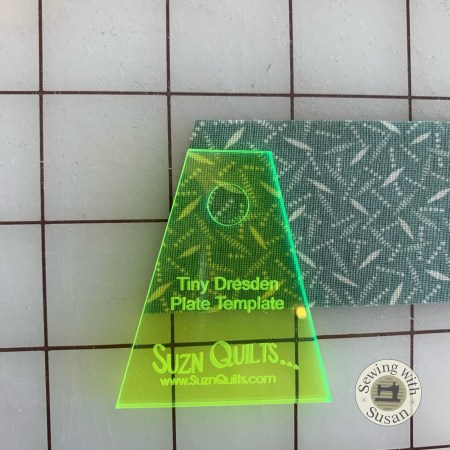 Tiny Dresden
Plate Template
SUZN QUILTS...
www.SuznQuilts.com
Sewing With
Susan